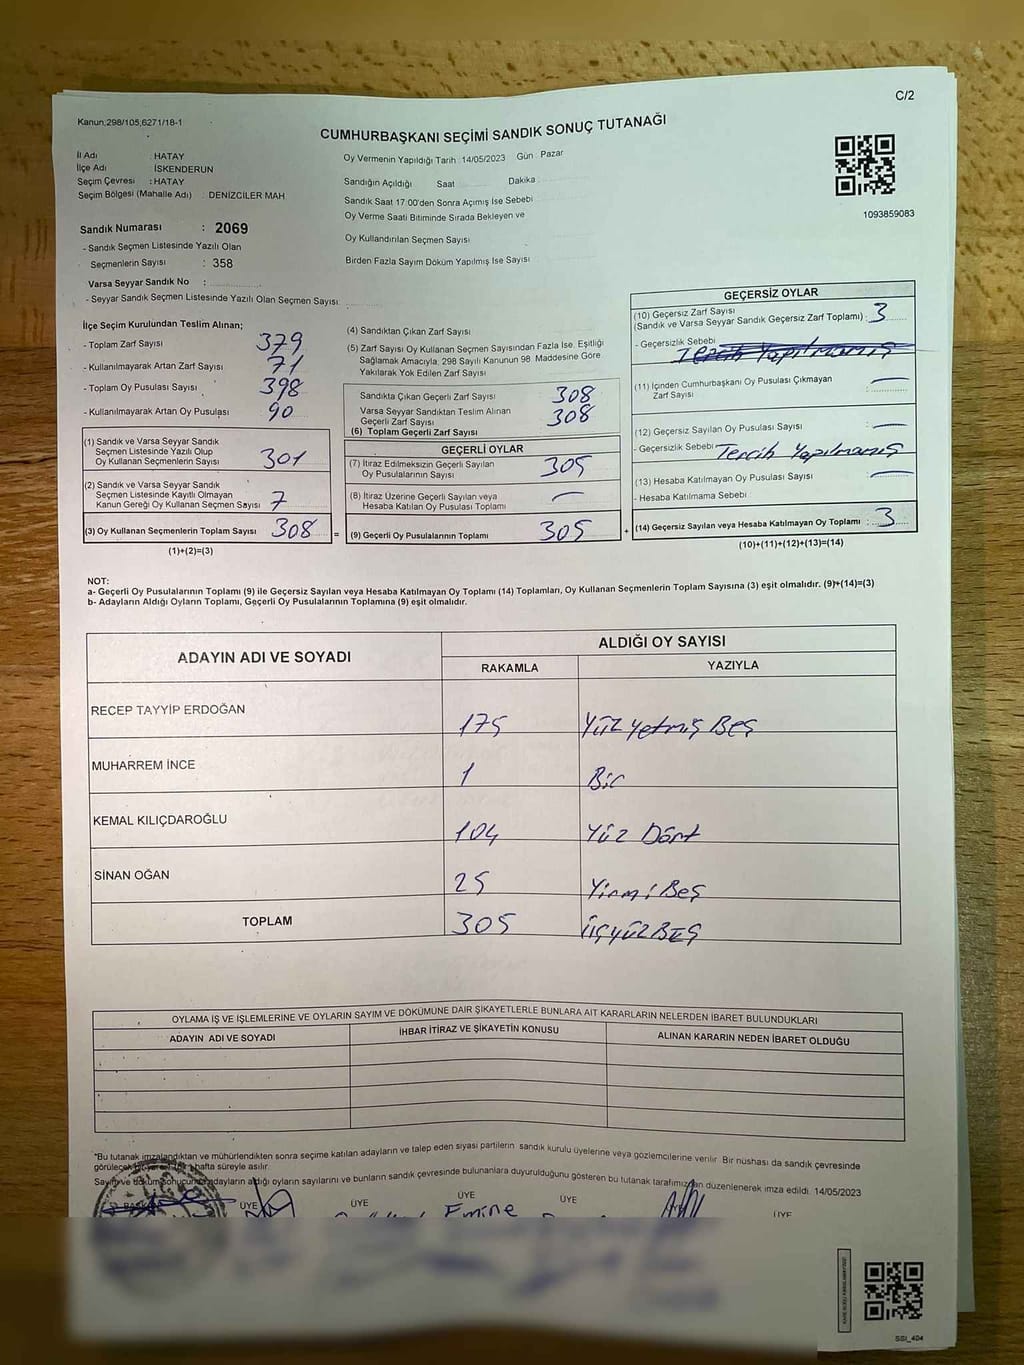 C/2
Kanun.298/105,6271/18-1
CUMHURBAŞKANI SEÇİMİ SANDIK SONUÇ TUTANAĞI
İl Adı : HATAY
İlçe Adı : İSKENDERUN
Seçim Çevresi : HATAY
Seçim Bölgesi (Mahalle Adı) : DENİZCİLER MAH
Oy Vermenin Yapıldığı Tarih : 14/05/2023 Gün : Pazar
Sandığın Açıldığı Saat Dakika :
Sandık Saat 17:00'den Sonra Açımış İse Sebebi
Oy Verme Saati Bitiminde Sırada Bekleyen ve
Oy Kullandırılan Seçmen Sayısı
Birden Fazla Sayım Döküm Yapılmış İse Sayısı
1093859083
Sandık Numarası : 2069
- Sandık Seçmen Listesinde Yazılı Olan
Seçmenlerin Sayısı : 358
Varsa Seyyar Sandık No :
- Seyyar Sandık Seçmen Listesinde Yazılı Olan Seçmen Sayısı
İlçe Seçim Kurulundan Teslim Alınan;
- Toplam Zarf Sayısı 379
- Kullanılmayarak Artan Zarf Sayısı 71
- Toplam Oy Pusulası Sayısı 398
- Kullanılmayarak Artan Oy Pusulası 90
(1) Sandık ve Varsa Seyyar Sandık
Seçmen Listesinde Yazılı Olup
Oy Kullanan Seçmenlerin Sayısı 301
(2) Sandık ve Varsa Seyyar Sandık
Seçmen Listesinde Kayıtlı Olmayan
Kanun Gereği Oy Kullanan Seçmen Sayısı 7
(3) Oy Kullanan Seçmenlerin Toplam Sayısı 308 =
(1)+(2)=(3)
(4) Sandıktan Çıkan Zarf Sayısı
(5) Zarf Sayısı Oy Kullanan Seçmen Sayısından Fazla İse, Eşitliği
Sağlamak Amacıyla, 298 Sayılı Kanunun 98. Maddesine Göre
Yakılarak Yok Edilen Zarf Sayısı
Sandıkta Çıkan Geçerli Zarf Sayısı 308
Varsa Seyyar Sandıktan Teslim Alınan
Geçerli Zarf Sayısı 308
(6) Toplam Geçerli Zarf Sayısı
GEÇERLİ OYLAR
(7) İtiraz Edilmeksizin Geçerli Sayılan
Oy Pusulasının Sayısı 305
(8) İtiraz Üzerine Geçerli Sayılan veya
Hesaba Katılan Oy Pusulası Toplamı —
(9) Geçerli Oy Pusulalarının Toplamı 305 +
GEÇERSİZ OYLAR
(10) Geçersiz Zarf Sayısı
(Sandık ve Varsa Seyyar Sandık Geçersiz Zarf Toplamı) : 3
- Geçersizlik Sebebi
Tercih Yapılmamış
(11) İçinden Cumhurbaşkanı Oy Pusulası Çıkmayan
Zarf Sayısı —
(12) Geçersiz Sayılan Oy Pusulası Sayısı —
- Geçersizlik Sebebi Tercih Yapılmamış
(13) Hesaba Katılmayan Oy Pusulası Sayısı —
- Hesaba Katılmama Sebebi
(14) Geçersiz Sayılan veya Hesaba Katılmayan Oy Toplamı : 3
(10)+(11)+(12)+(13)=(14)
NOT:
a- Geçerli Oy Pusulalarının Toplamı (9) ile Geçersiz Sayılan veya Hesaba Katılmayan Oy Toplamı (14) Toplamları, Oy Kullanan Seçmenlerin Toplam Sayısına (3) eşit olmalıdır. (9)+(14)=(3)
b- Adayların Aldığı Oyların Toplamı, Geçerli Oy Pusulalarının Toplamına (9) eşit olmalıdır.
ADAYIN ADI VE SOYADI
ALDIĞI OY SAYISI
RAKAMLA YAZIYLA
RECEP TAYYİP ERDOĞAN 175 Yüz Yetmiş Beş
MUHARREM İNCE 1 Bir
KEMAL KILIÇDAROĞLU 104 Yüz Dört
SİNAN OĞAN 25 Yirmi Beş
TOPLAM 305 ÜÇYÜZ BEŞ
OYLAMA İŞ VE İŞLEMLERİNE VE OYLARIN SAYIM VE DÖKÜMÜNE DAİR ŞİKAYETLERLE BUNLARA AİT KARARLARIN NELERDEN İBARET BULUNDUKLARI
ADAYIN ADI VE SOYADI İHBAR İTİRAZ VE ŞİKAYETİN KONUSU ALINAN KARARIN NEDEN İBARET OLDUĞU
*Bu tutanak imzalandıktan ve mühürlendikten sonra seçime katılan adayların ve talep eden siyasi partilerin sandık kurulu üyelerine veya gözlemcilerine verilir. Bir nüshası da sandık çevresinde
görülecek hafta süreyle asılır.
Sayım ve döküm sonucunda adayların aldığı oyların sayılarını ve bunların sandık çevresinde bulunanlara duyurulduğunu gösteren bu tutanak tarafımızdan düzenlenerek imza edildi. 14/05/2023
ÜYE ÜYE ÜYE ÜYE ÜYE
Emine
SSI_404